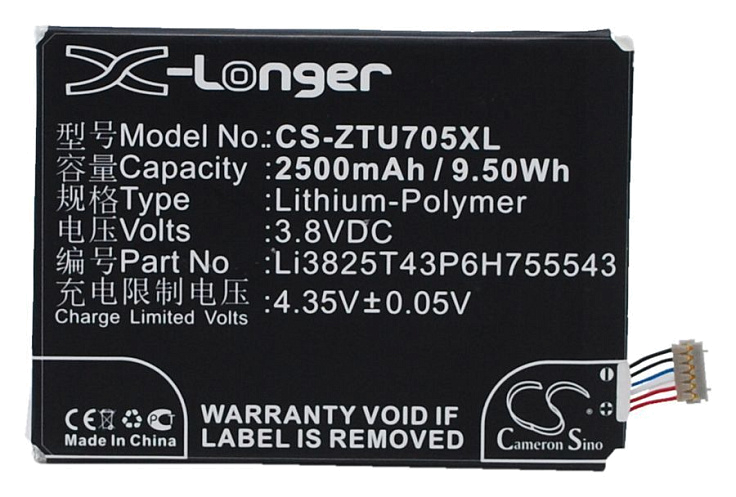 X-Longer
型号Model No.:CS-ZTU705XL
容量Capacity :2500mAh / 9.50Wh
规格Type :Lithium-Polymer
电压Volts :3.8VDC
编号Part No :Li3825T43P6H755543
充电限制电压 :4.35V±0.05V
Charge Limited Volts
CE PCT
Made In China
WARRANTY VOID IF
LABEL IS REMOVED
CS
Cameron Sino